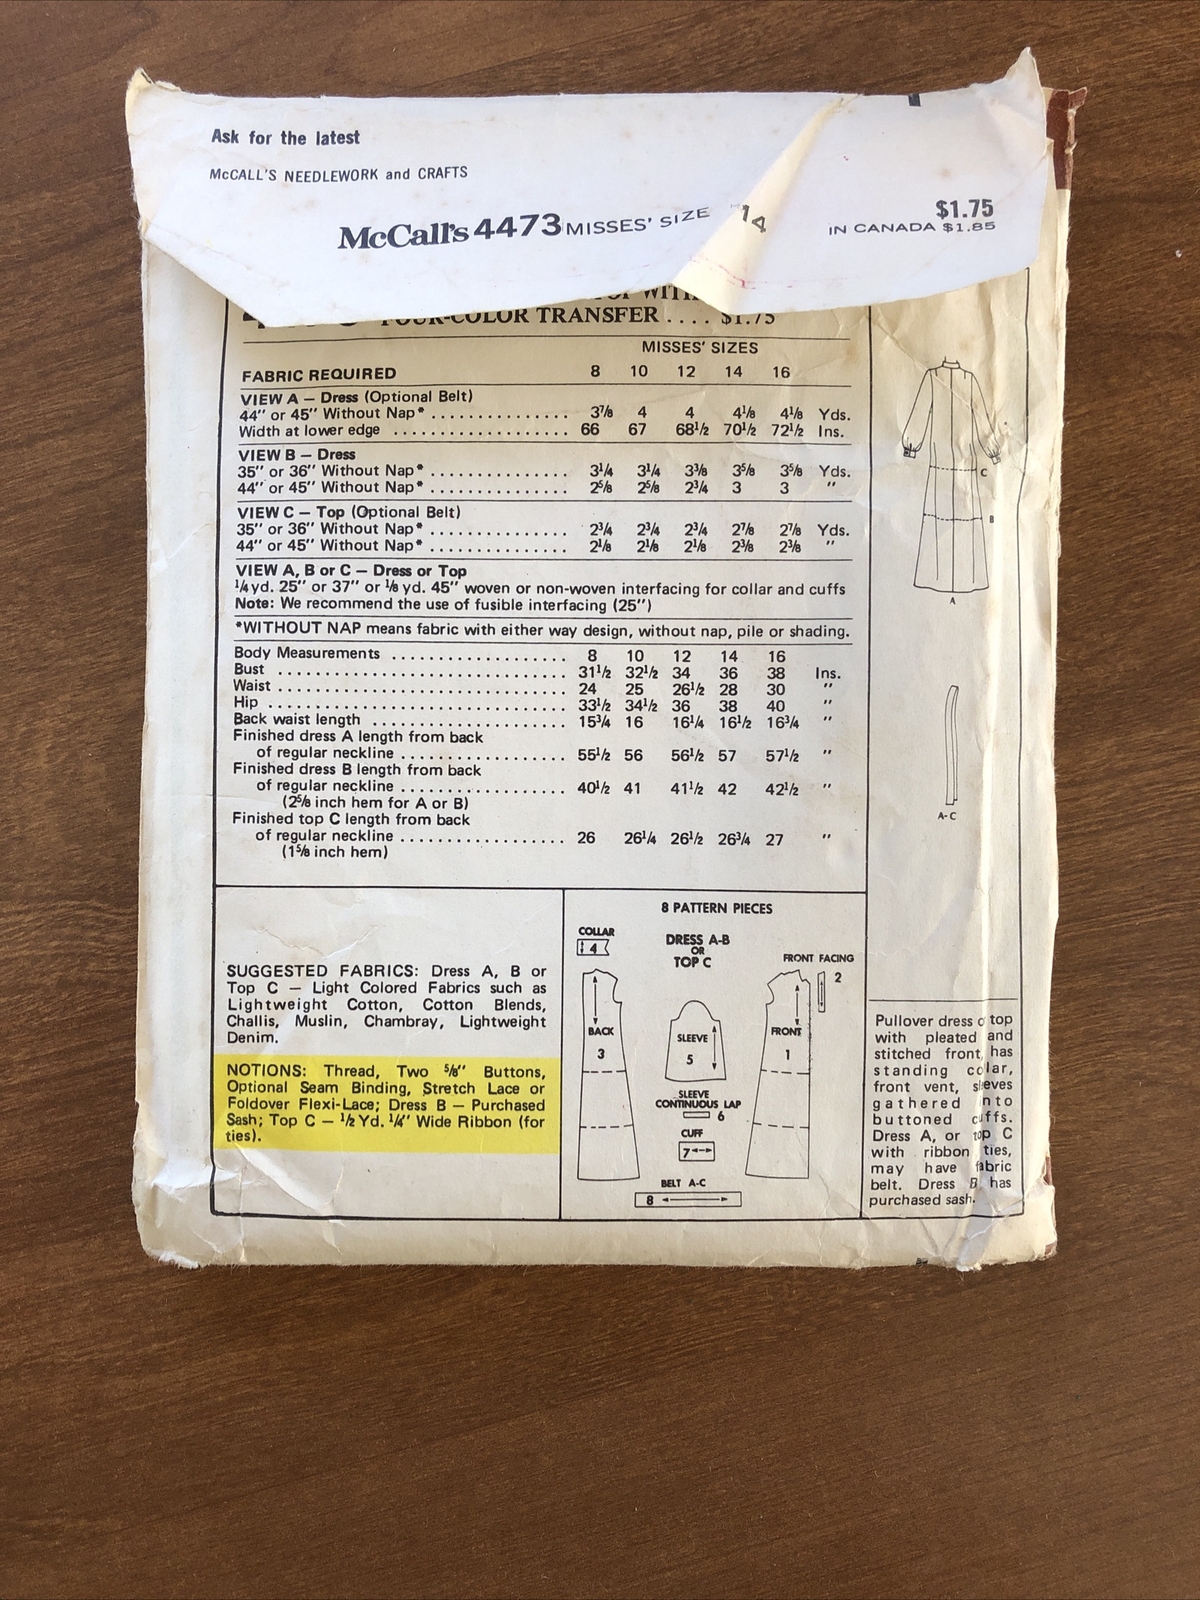 Ask for the latest
McCALL'S NEEDLEWORK and CRAFTS
McCall's 4473 MISSES' SIZE 14
$1.75
IN CANADA $1.85
FOUR-COLOR TRANSFER .... $1.75
MISSES' SIZES
FABRIC REQUIRED 8 10 12 14 16
VIEW A – Dress (Optional Belt)
44" or 45" Without Nap* .............. 3⅞ 4 4 4⅛ 4⅛ Yds.
Width at lower edge .................. 66 67 68½ 70½ 72½ Ins.
VIEW B – Dress
35" or 36" Without Nap* .............. 3¼ 3¼ 3⅜ 3⅝ 3⅝ Yds.
44" or 45" Without Nap* .............. 2⅝ 2⅝ 2¾ 3 3 "
VIEW C – Top (Optional Belt)
35" or 36" Without Nap* .............. 2¾ 2¾ 2¾ 2⅞ 2⅞ Yds.
44" or 45" Without Nap* .............. 2⅛ 2⅛ 2⅛ 2⅜ 2⅜ "
VIEW A, B or C – Dress or Top
¼ yd. 25" or 37" or ⅛ yd. 45" woven or non-woven interfacing for collar and cuffs
Note: We recommend the use of fusible interfacing (25")
*WITHOUT NAP means fabric with either way design, without nap, pile or shading.
Body Measurements .................. 8 10 12 14 16
Bust ............................. 31½ 32½ 34 36 38 Ins.
Waist ............................. 24 25 26½ 28 30 "
Hip .............................. 33½ 34½ 36 38 40 "
Back waist length .................... 15¾ 16 16¼ 16½ 16¾ "
Finished dress A length from back
of regular neckline ................. 55½ 56 56½ 57 57½ "
Finished dress B length from back
of regular neckline ................. 40½ 41 41½ 42 42½ "
(2⅝ inch hem for A or B)
Finished top C length from back
of regular neckline ................. 26 26¼ 26½ 26¾ 27 "
(1⅝ inch hem)
C
B
A
A-C
SUGGESTED FABRICS: Dress A, B or
Top C – Light Colored Fabrics such as
Lightweight Cotton, Cotton Blends,
Challis, Muslin, Chambray, Lightweight
Denim.
NOTIONS: Thread, Two ⅝" Buttons,
Optional Seam Binding, Stretch Lace or
Foldover Flexi-Lace; Dress B – Purchased
Sash; Top C – ½ Yd. ¼" Wide Ribbon (for
ties).
8 PATTERN PIECES
COLLAR
4
DRESS A-B
OR
TOP C
FRONT FACING
2
BACK
3
SLEEVE
5
FRONT
1
SLEEVE
CONTINUOUS LAP
6
CUFF
7
BELT A-C
8
Pullover dress or top
with pleated and
stitched front, has
standing collar,
front vent, sleeves
gathered into
buttoned cuffs.
Dress A, or top C
with ribbon ties,
may have fabric
belt. Dress B has
purchased sash.